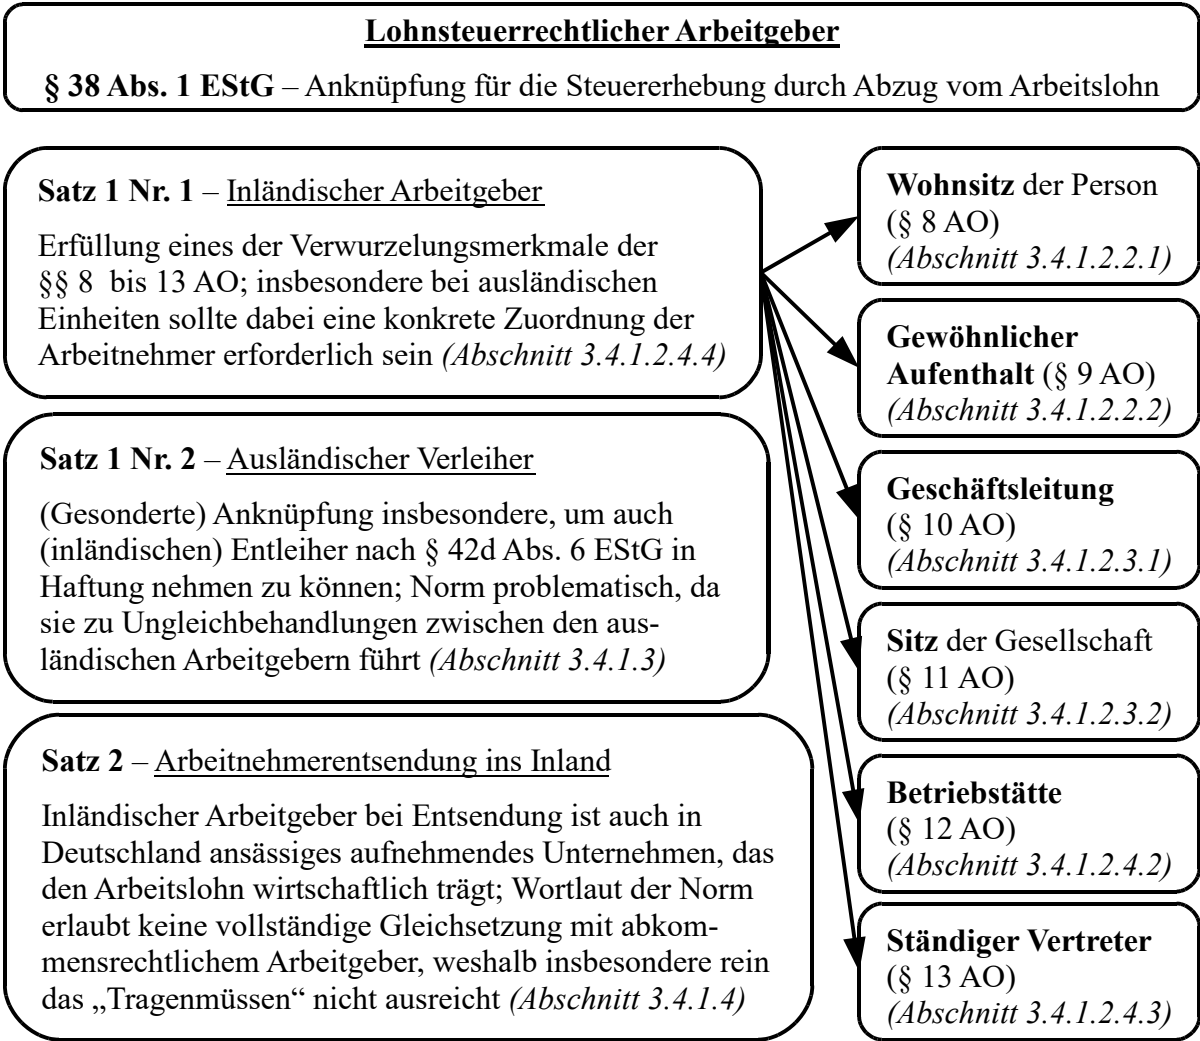 Lohnsteuerrechtlicher Arbeitgeber
§ 38 Abs. 1 EStG – Anknüpfung für die Steuererhebung durch Abzug vom Arbeitslohn
Satz 1 Nr. 1 – Inländischer Arbeitgeber
Erfüllung eines der Verwurzelungsmerkmale der
§§ 8 bis 13 AO; insbesondere bei ausländischen
Einheiten sollte dabei eine konkrete Zuordnung der
Arbeitnehmer erforderlich sein (Abschnitt 3.4.1.2.4.4)
Satz 1 Nr. 2 – Ausländischer Verleiher
(Gesonderte) Anknüpfung insbesondere, um auch
(inländischen) Entleiher nach § 42d Abs. 6 EStG in
Haftung nehmen zu können; Norm problematisch, da
sie zu Ungleichbehandlungen zwischen den aus-
ländischen Arbeitgebern führt (Abschnitt 3.4.1.3)
Satz 2 – Arbeitnehmerentsendung ins Inland
Inländischer Arbeitgeber bei Entsendung ist auch in
Deutschland ansässiges aufnehmendes Unternehmen, das
den Arbeitslohn wirtschaftlich trägt; Wortlaut der Norm
erlaubt keine vollständige Gleichsetzung mit abkom-
mensrechtlichem Arbeitgeber, weshalb insbesondere rein
das „Tragenmüssen“ nicht ausreicht (Abschnitt 3.4.1.4)
Wohnsitz der Person
(§ 8 AO)
(Abschnitt 3.4.1.2.2.1)
Gewöhnlicher
Aufenthalt (§ 9 AO)
(Abschnitt 3.4.1.2.2.2)
Geschäftsleitung
(§ 10 AO)
(Abschnitt 3.4.1.2.3.1)
Sitz der Gesellschaft
(§ 11 AO)
(Abschnitt 3.4.1.2.3.2)
Betriebstätte
(§ 12 AO)
(Abschnitt 3.4.1.2.4.2)
Ständiger Vertreter
(§ 13 AO)
(Abschnitt 3.4.1.2.4.3)